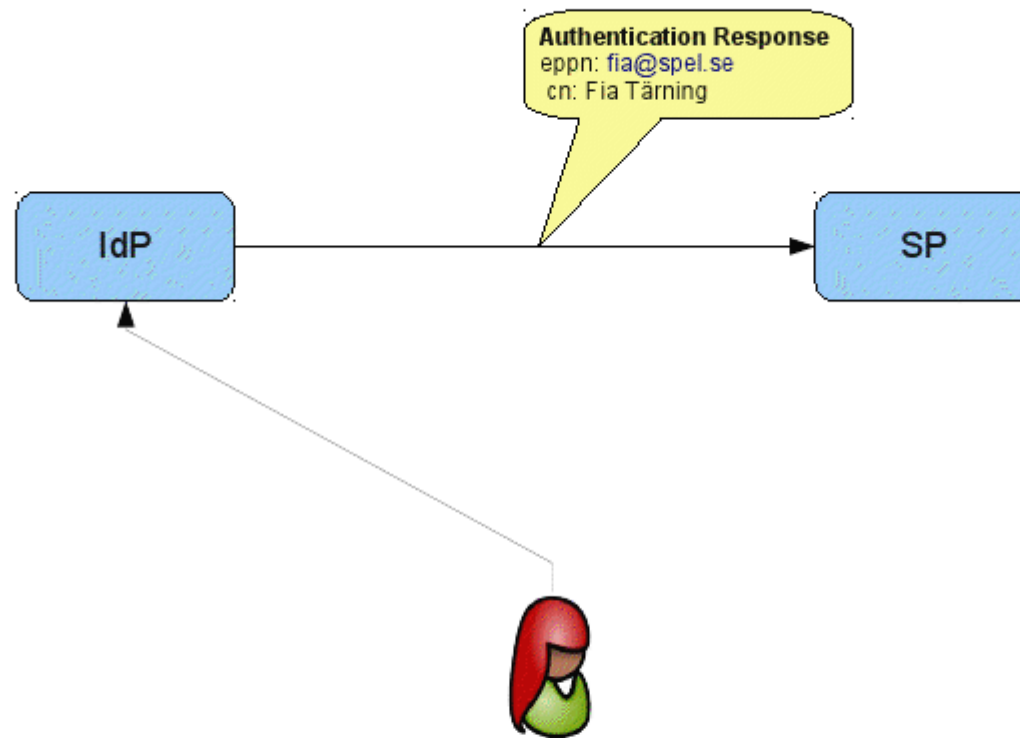 Authentication Response
eppn: fia@spel.se
cn: Fia Tärning
IdP
SP